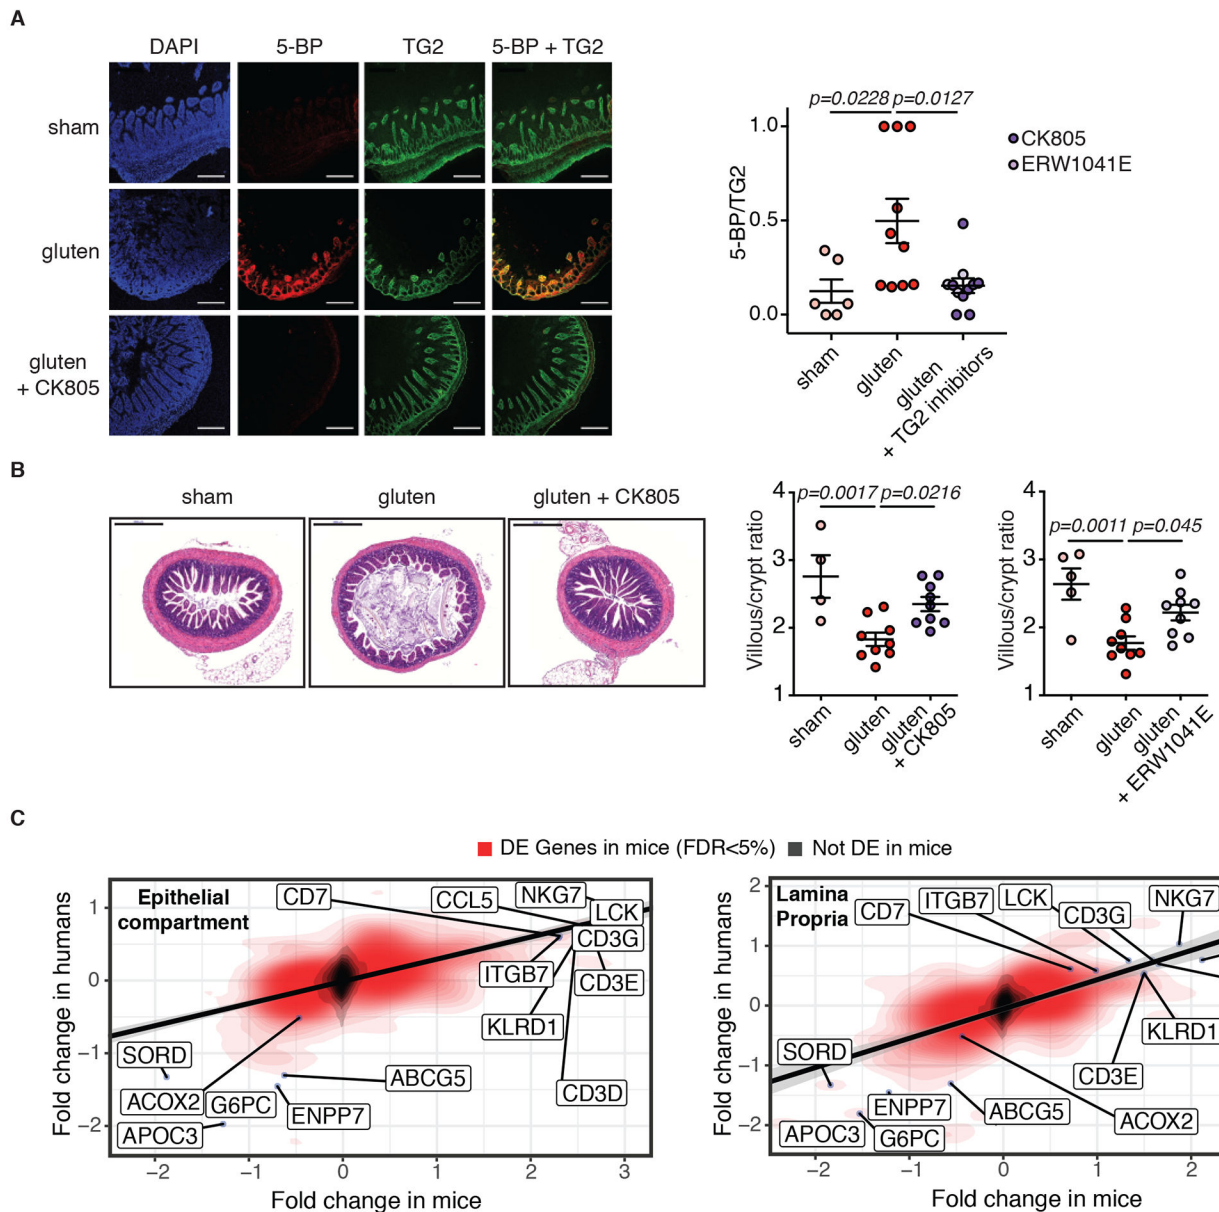 A
DAPI 5-BP TG2 5-BP + TG2
sham
gluten
gluten
+ CK805
p=0.0228 p=0.0127
1.0
0.5
0.0
5-BP/TG2
sham
gluten
gluten
+ TG2 inhibitors
CK805
ERW1041E
B
sham gluten gluten + CK805
4
3
2
1
Villous/crypt ratio
p=0.0017 p=0.0216
sham
gluten
gluten
+ CK805
4
3
2
1
Villous/crypt ratio
p=0.0011 p=0.045
sham
gluten
gluten
+ ERW1041E
C
DE Genes in mice (FDR<5%) Not DE in mice
Epithelial
compartment
CD7
CCL5
NKG7
LCK
CD3G
ITGB7
CD3E
KLRD1
SORD
ABCG5
ACOX2
G6PC
ENPP7
CD3D
APOC3
1
0
−1
−2
Fold change in humans
−2 −1 0 1 2 3
Fold change in mice
Lamina
Propria
CD7
ITGB7
LCK
CD3G
NKG7
KLRD1
SORD
CD3E
ENPP7
ABCG5
ACOX2
APOC3
G6PC
2
1
0
−1
−2
Fold change in humans
−2 −1 0 1 2
Fold change in mice